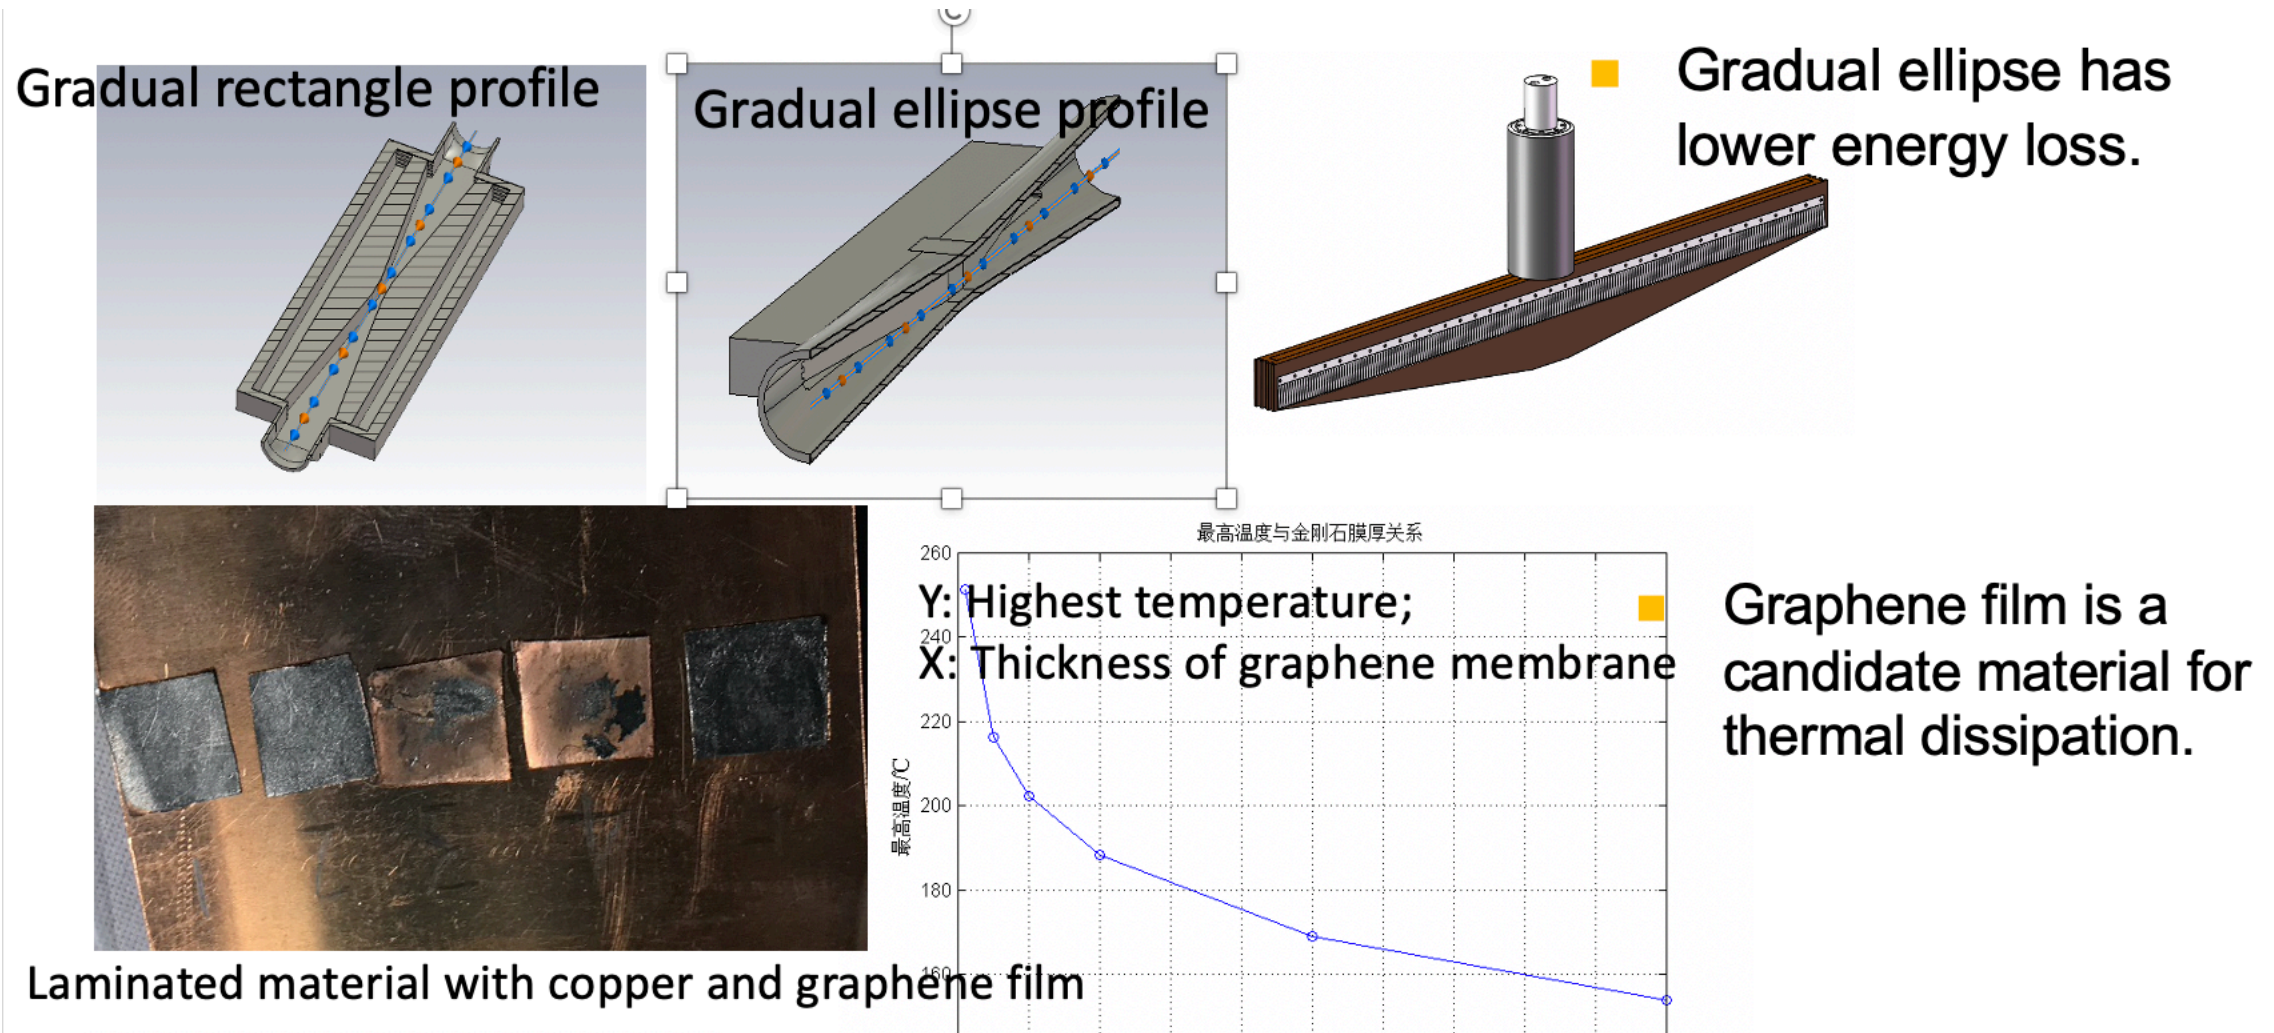 Gradual rectangle profile
Gradual ellipse profile
Gradual ellipse has
lower energy loss.
最高温度与金刚石膜厚关系
260
Y: Highest temperature;
240
X: Thickness of graphene membrane
220
200
180
160
最高温度/℃
Graphene film is a
candidate material for
thermal dissipation.
Laminated material with copper and graphene film